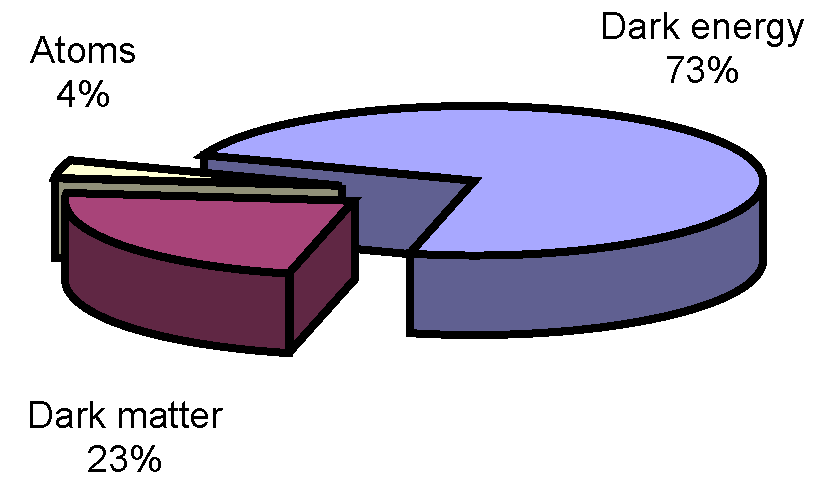 Atoms
4%
Dark energy
73%
Dark matter
23%